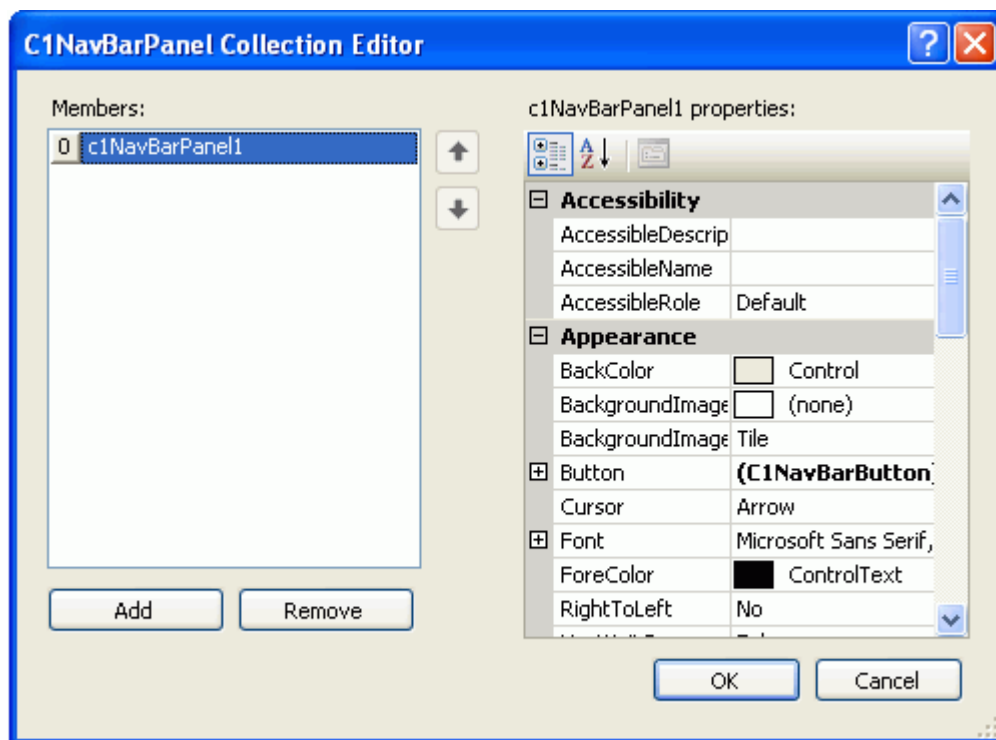 C1NavBarPanel Collection Editor
Members:
0 c1NavBarPanel1
Add Remove
c1NavBarPanel1 properties:
A Z
Accessibility
AccessibleDescrip
AccessibleName
AccessibleRole Default
Appearance
BackColor Control
BackgroundImage (none)
BackgroundImage Tile
Button (C1NavBarButton)
Cursor Arrow
Font Microsoft Sans Serif,
ForeColor ControlText
RightToLeft No
OK Cancel